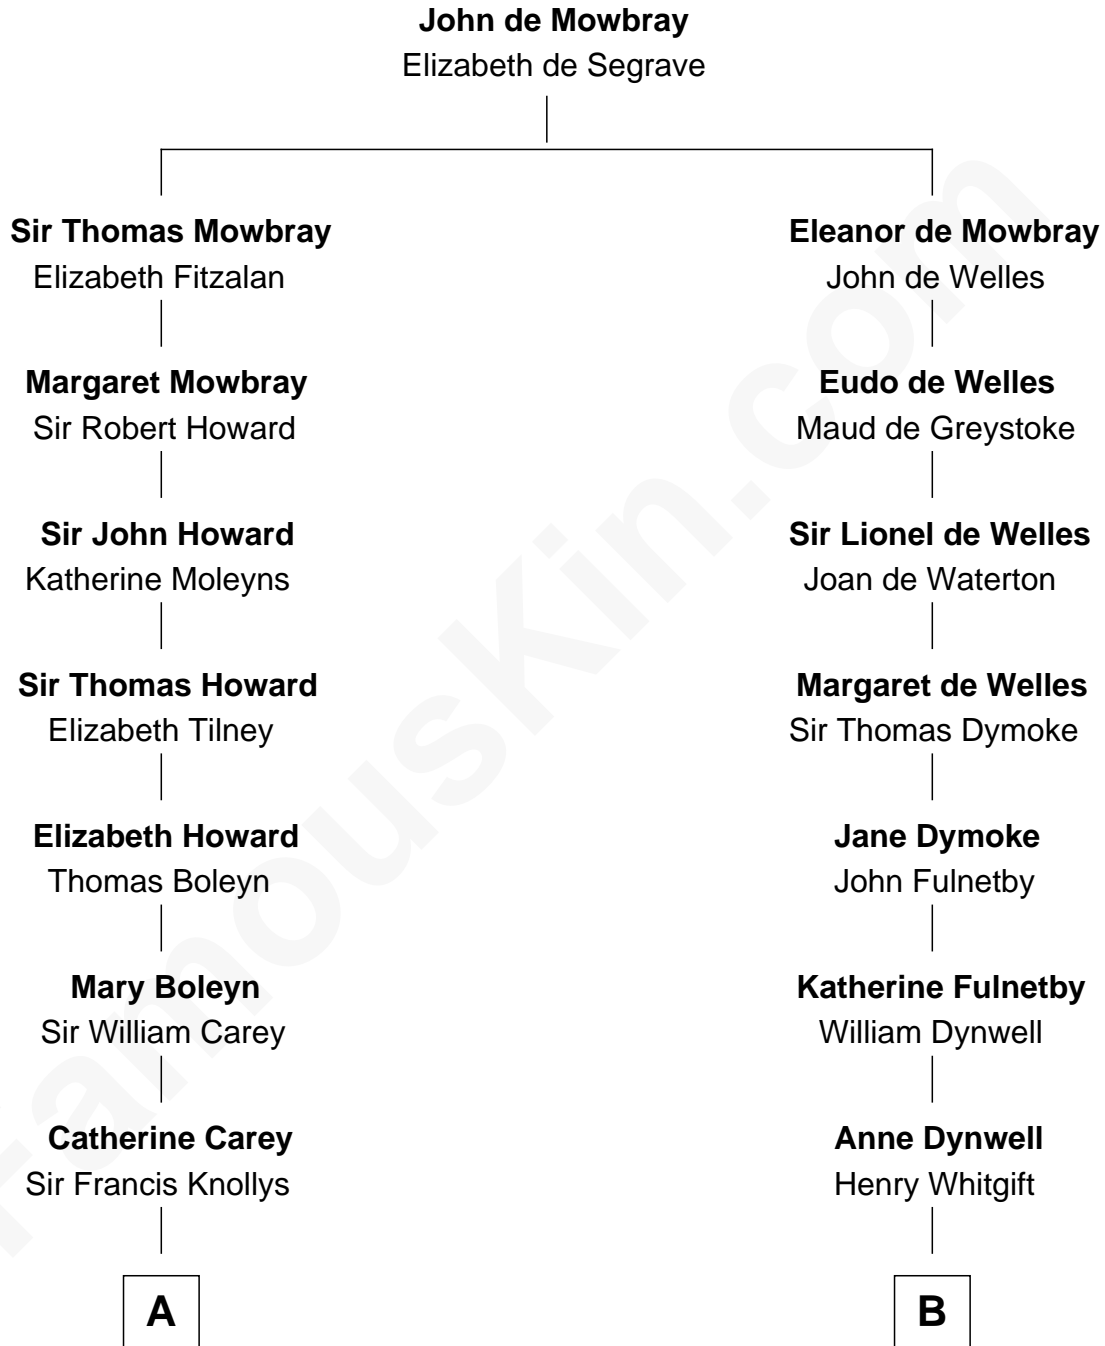 John de Mowbray
Elizabeth de Segrave
Sir Thomas Mowbray
Elizabeth Fitzalan
Eleanor de Mowbray
John de Welles
Margaret Mowbray
Sir Robert Howard
Eudo de Welles
Maud de Greystoke
Sir John Howard
Katherine Moleyns
Sir Lionel de Welles
Joan de Waterton
Sir Thomas Howard
Elizabeth Tilney
Margaret de Welles
Sir Thomas Dymoke
Elizabeth Howard
Thomas Boleyn
Jane Dymoke
John Fulnetby
Mary Boleyn
Sir William Carey
Katherine Fulnetby
William Dynwell
Catherine Carey
Sir Francis Knollys
Anne Dynwell
Henry Whitgift
A
B
FamousKin.com